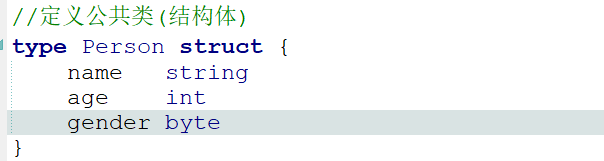 //定义公共类(结构体)
type Person struct {
    name   string
    age    int
    gender byte
}